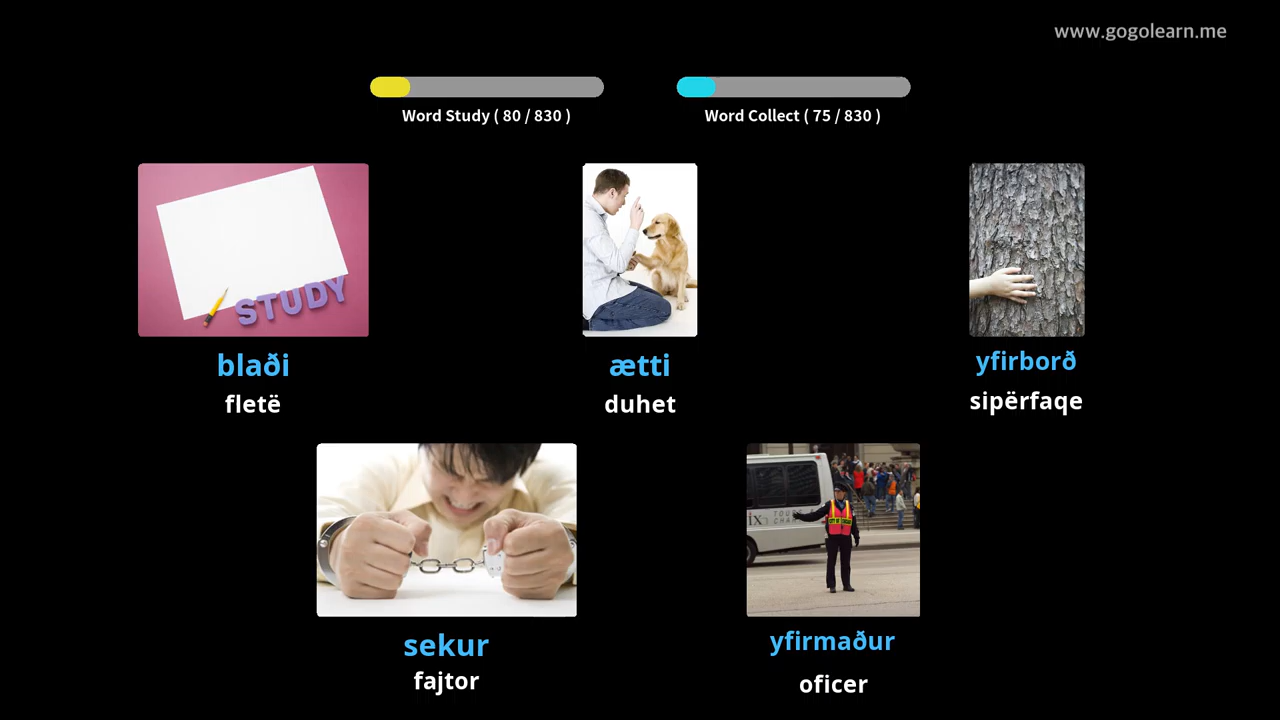 www.gogolearn.me
Word Study ( 80 / 830 )
Word Collect ( 75 / 830 )
STUDY
blaði
fletë
ætti
duhet
yfirborð
sipërfaqe
sekur
fajtor
yfirmaður
oficer